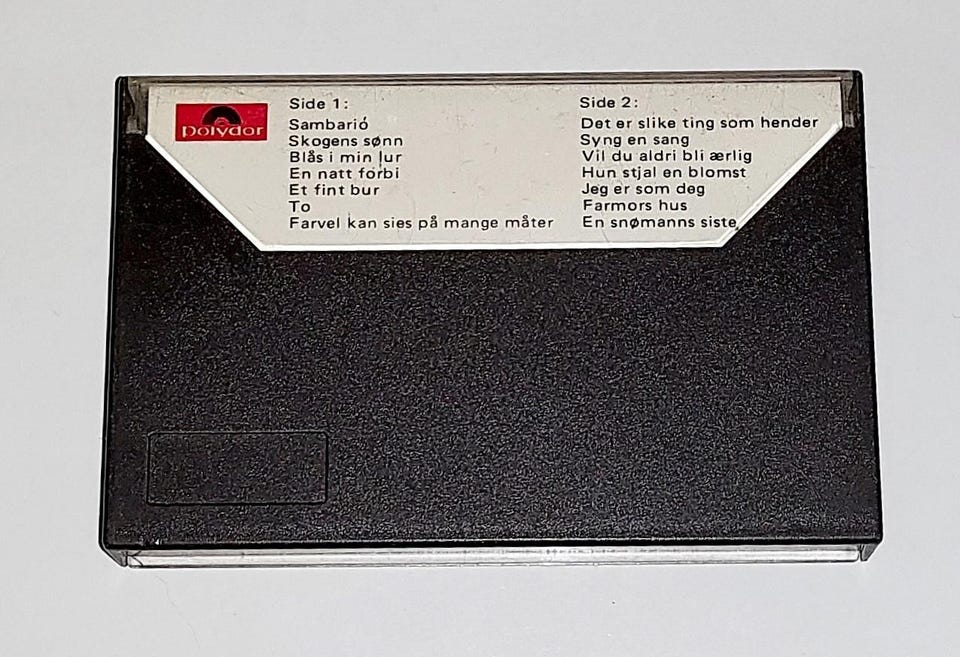 polydor
Side 1:
Sambarió
Skogens sønn
Blås i min lur
En natt forbi
Et fint bur
To
Farvel kan sies på mange måter
Side 2:
Det er slike ting som hender
Syng en sang
Vil du aldri bli ærlig
Hun stjal en blomst
Jeg er som deg
Farmors hus
En snømanns siste